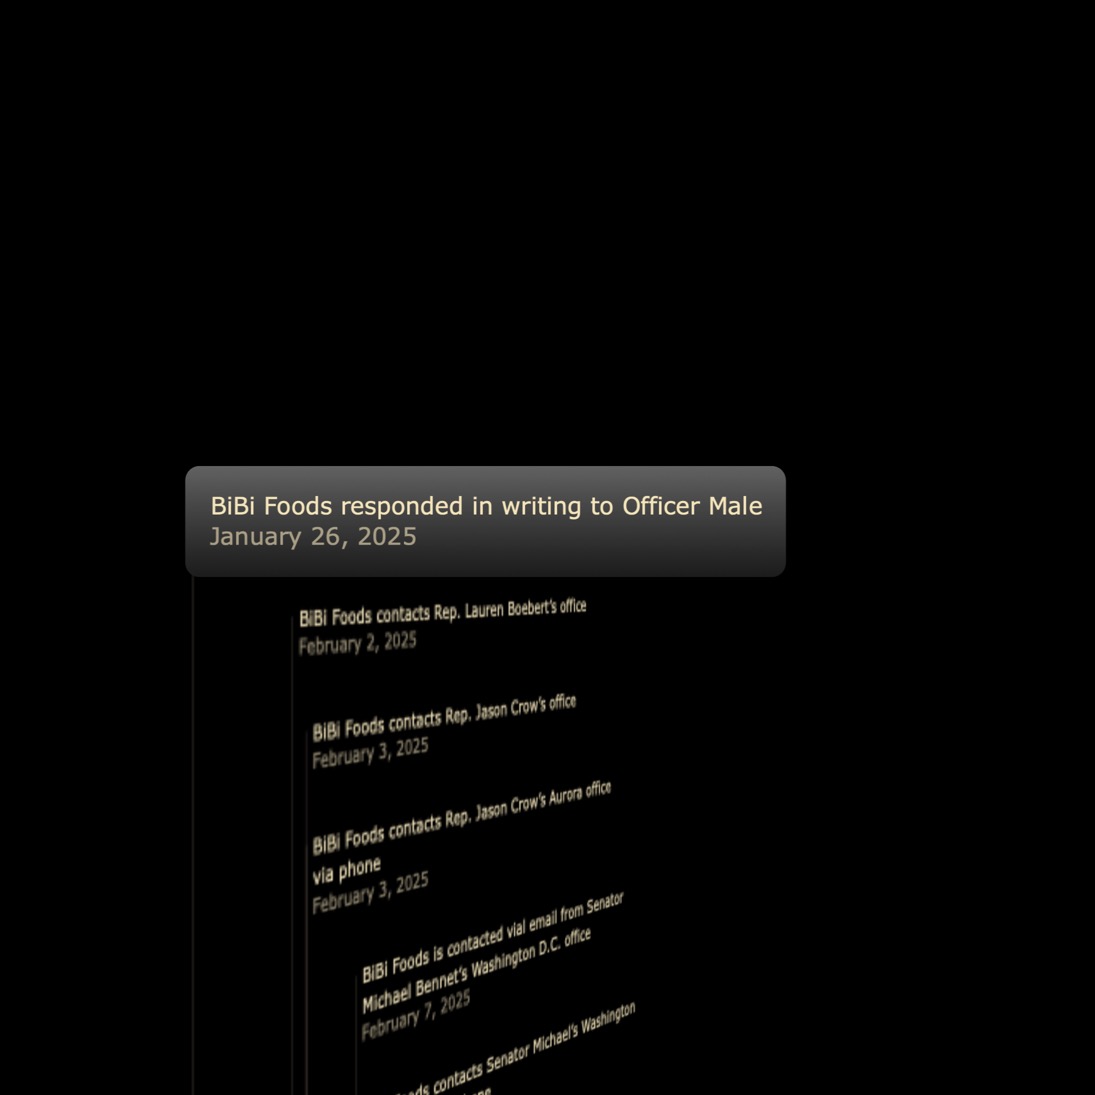 BiBi Foods responded in writing to Officer Male
January 26, 2025
BiBi Foods contacts Rep. Lauren Boebert's office
February 2, 2025
BiBi Foods contacts Rep. Jason Crow's office
February 3, 2025
BiBi Foods contacts Rep. Jason Crow's Aurora office
via phone
February 3, 2025
BiBi Foods is contacted vial email from Senator
Michael Bennet's Washington D.C. office
February 7, 2025
contacts Senator Michael's Washington